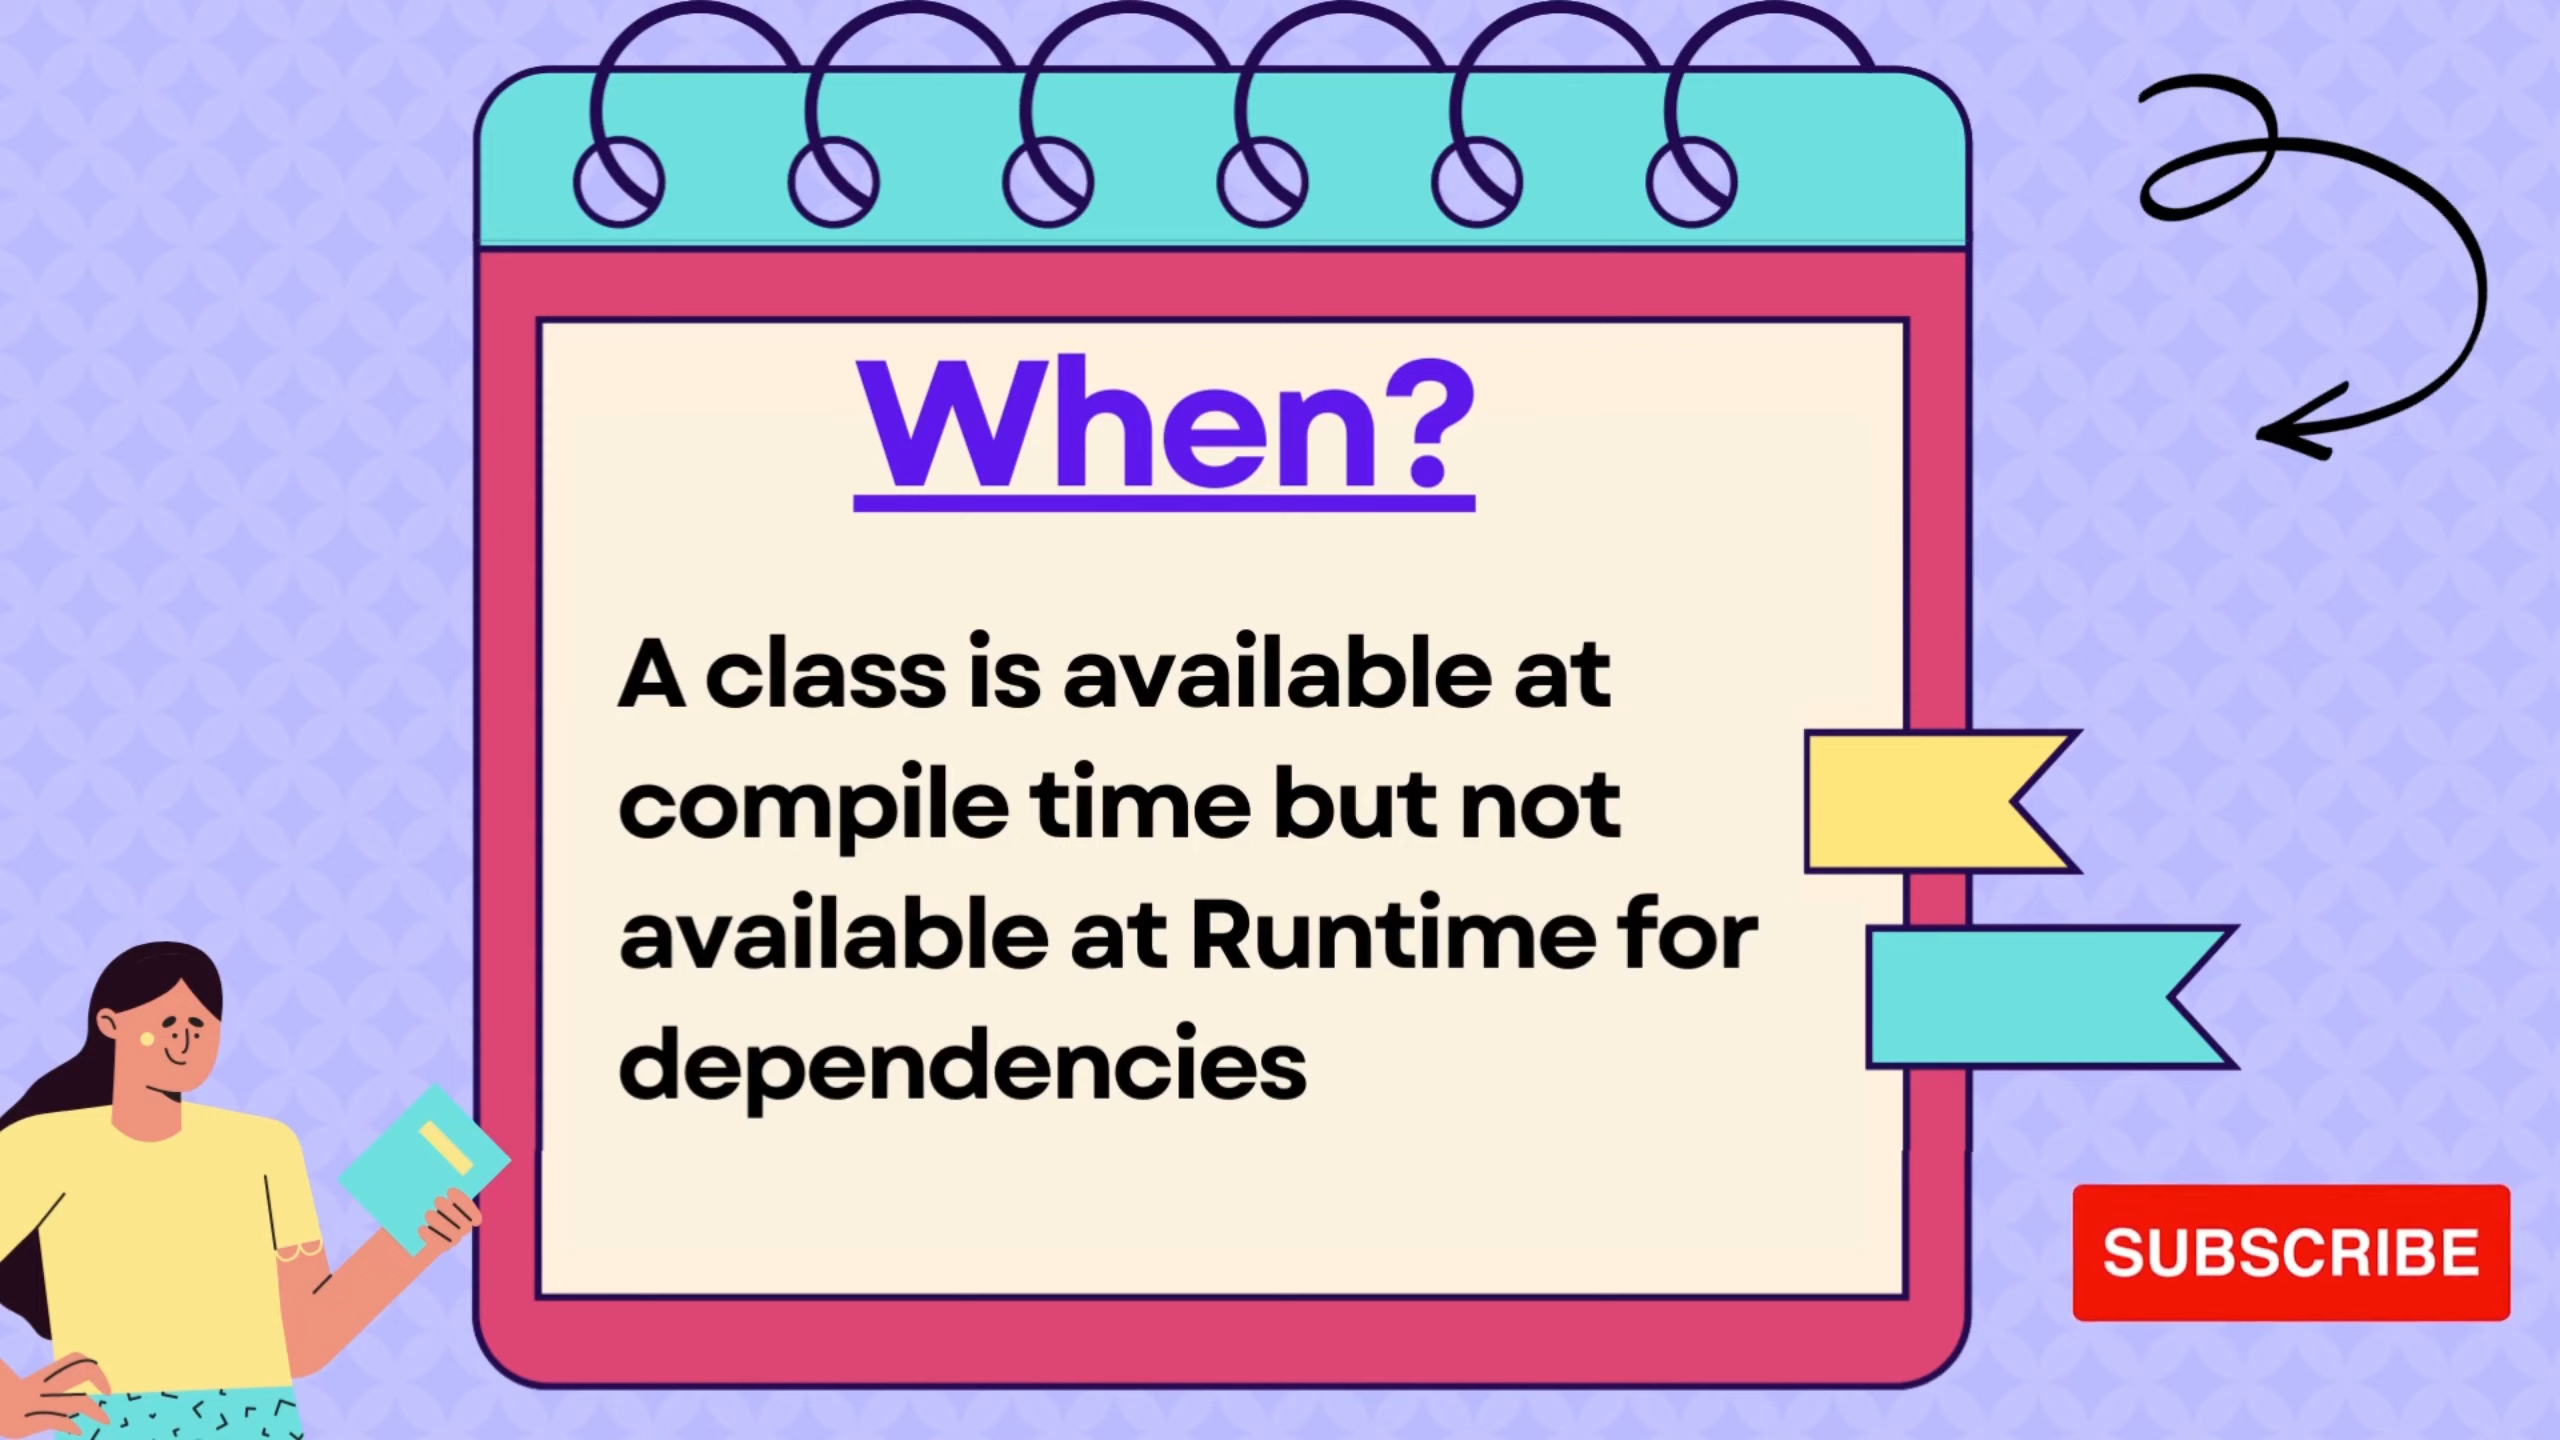 When?
A class is available at
compile time but not
available at Runtime for
dependencies
SUBSCRIBE